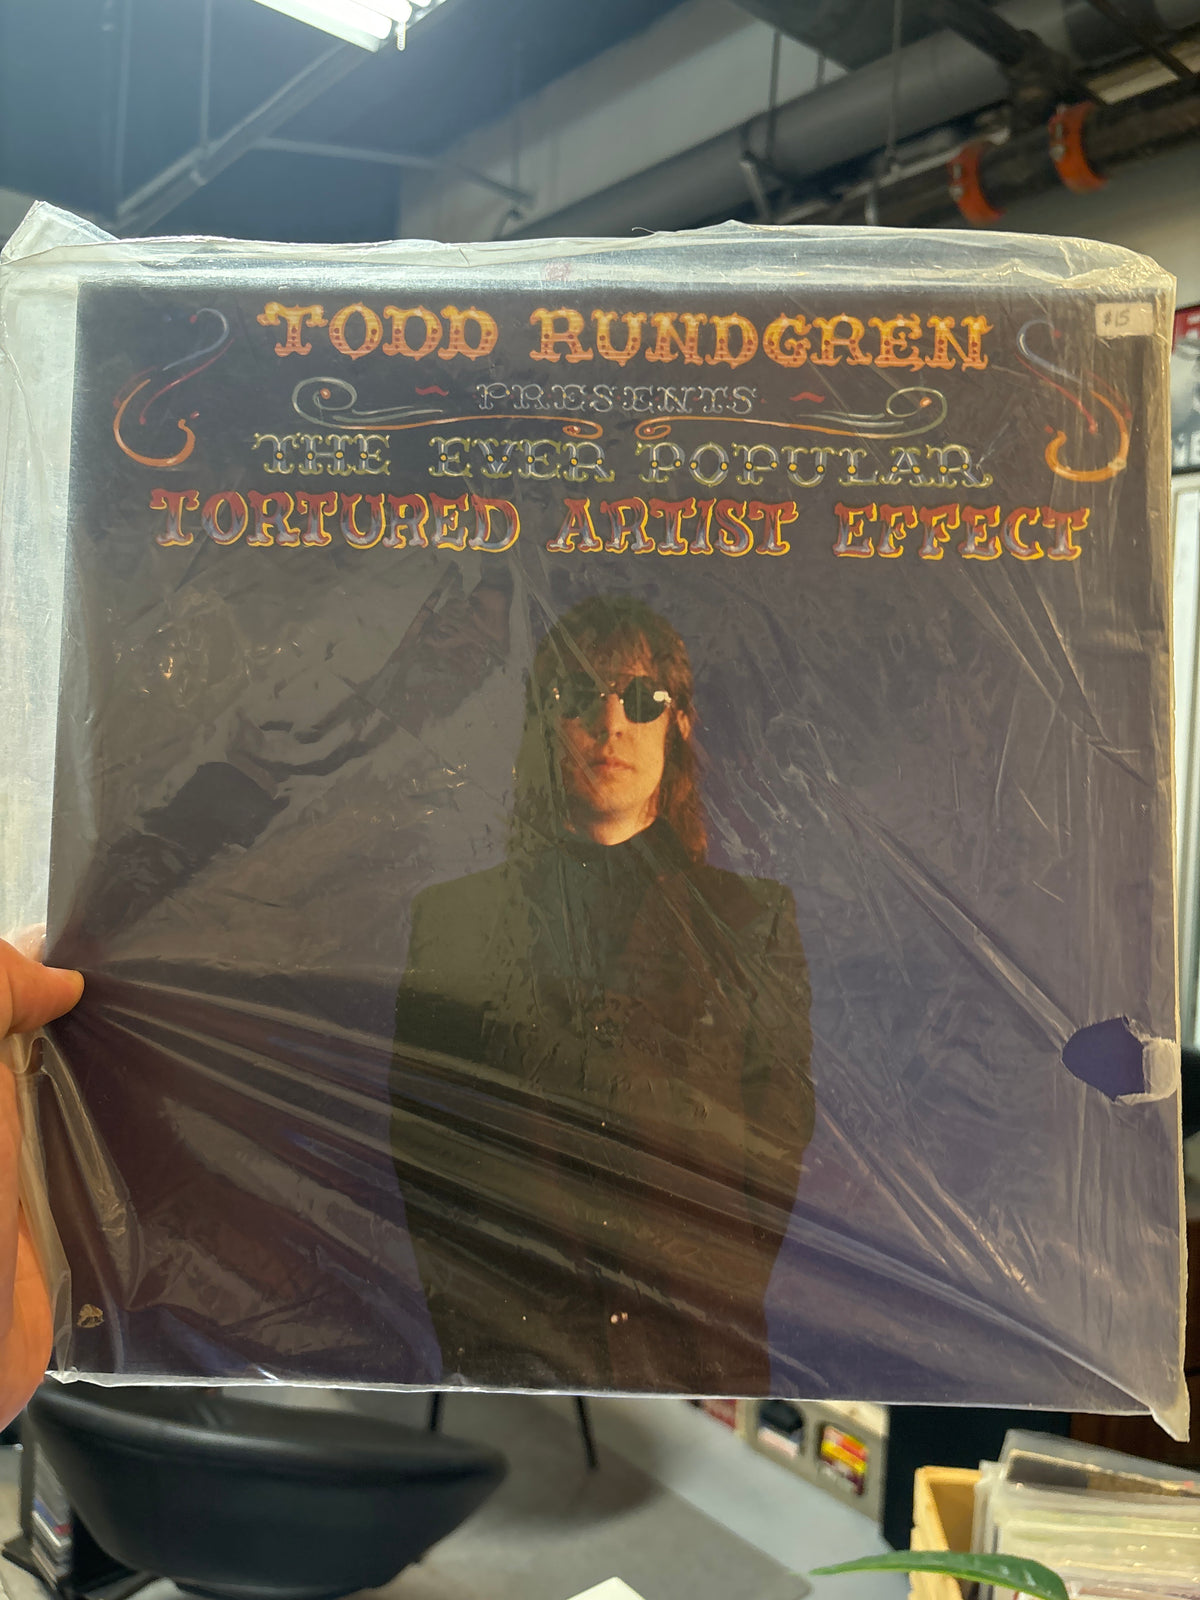 TODD RUNDGREN
$15
PRESENTS
THE EVER POPULAR
TORTURED ARTIST EFFECT